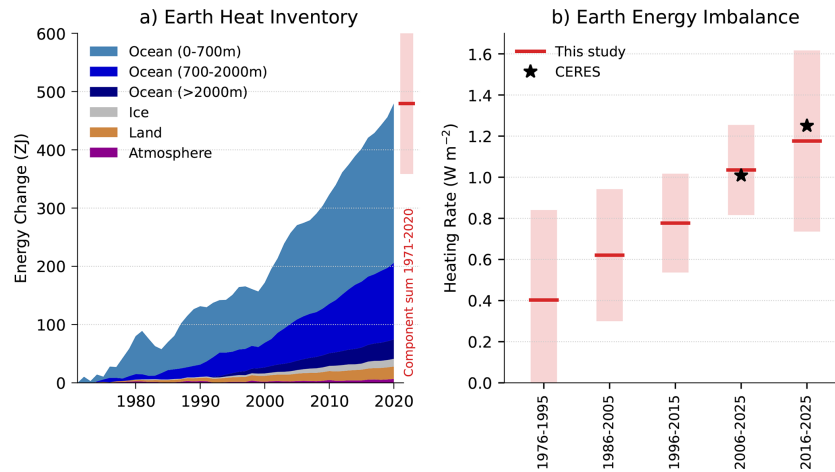 a) Earth Heat Inventory
600
500
400
300
200
100
0
Energy Change (ZJ)
Ocean (0-700m)
Ocean (700-2000m)
Ocean (>2000m)
Ice
Land
Atmosphere
Component sum 1971-2020
1980
1990
2000
2010
2020
b) Earth Energy Imbalance
1.6
1.4
1.2
1.0
0.8
0.6
0.4
0.2
0.0
Heating Rate (W m⁻²)
This study
CERES
1976-1995
1986-2005
1996-2015
2006-2025
2016-2025